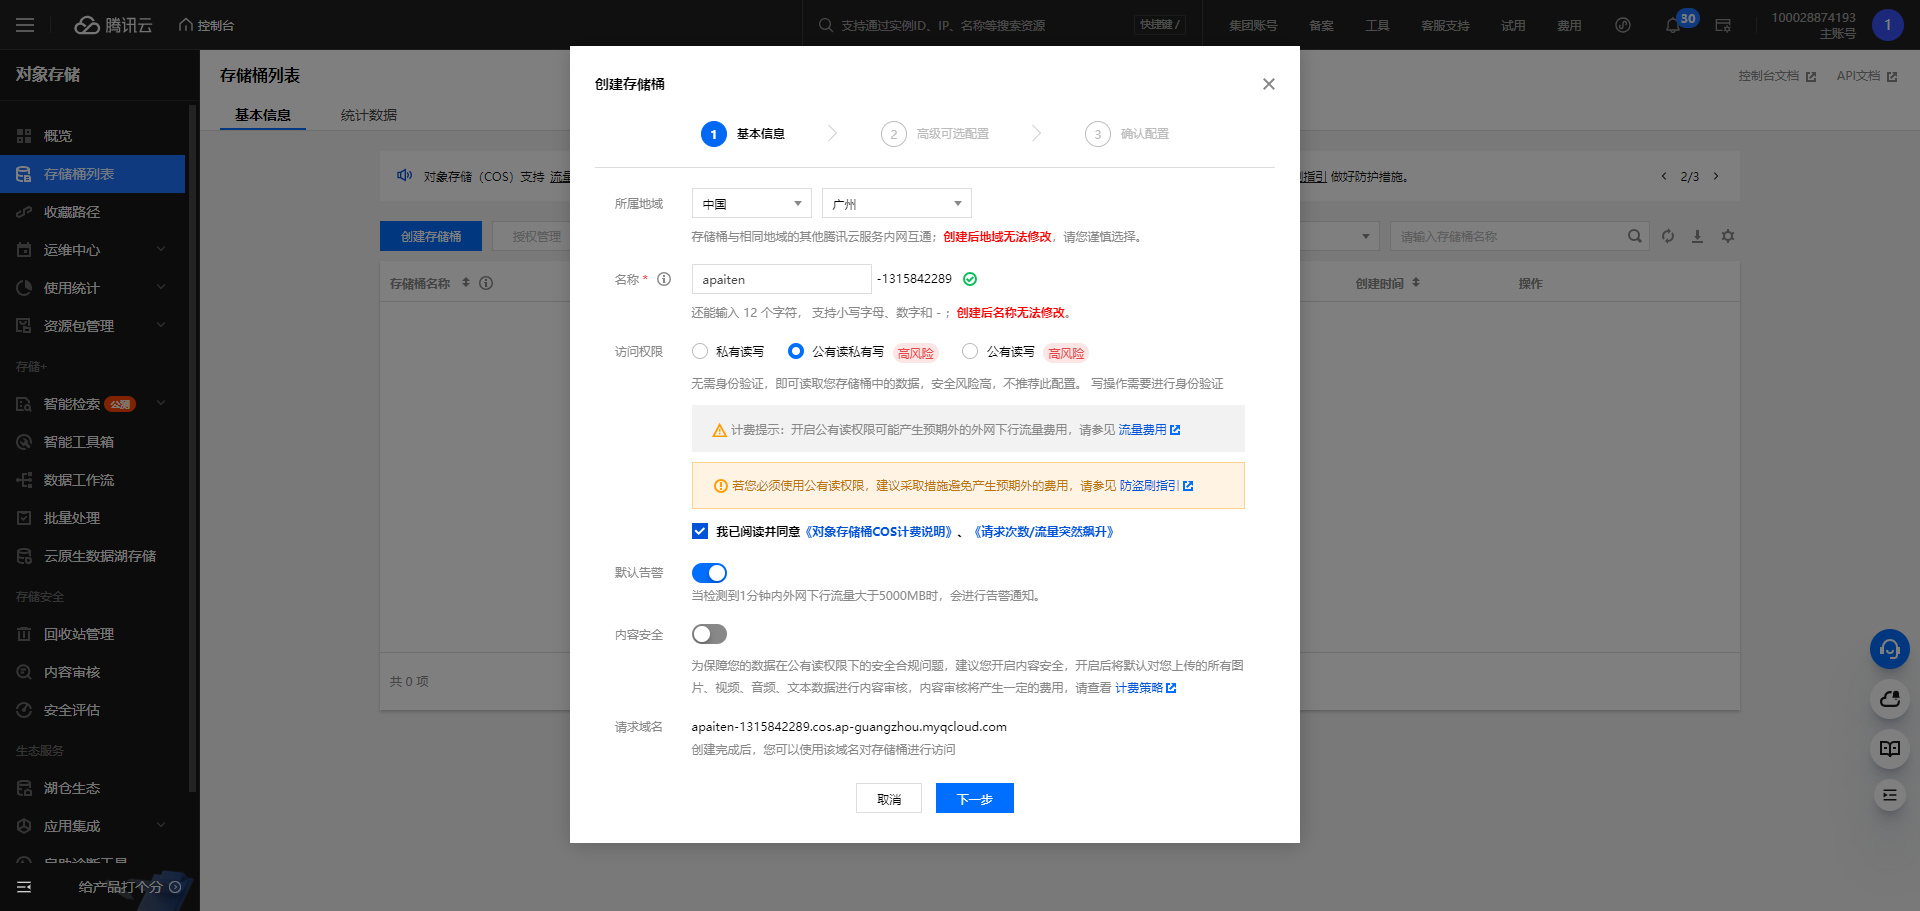 腾讯云
控制台
支持通过实例ID、IP、名称等搜索资源
快捷键 /
集团账号
备案
工具
客服支持
试用
费用
30
100028874193
主账号
1
对象存储
概览
存储桶列表
收藏路径
运维中心
使用统计
资源包管理
存储+
智能检索 公测
智能工具箱
数据工作流
批量处理
云原生数据湖存储
存储安全
回收站管理
内容审核
安全评估
生态服务
湖仓生态
应用集成
自助诊断工具
给产品打个分
存储桶列表
控制台文档
API文档
基本信息
统计数据
对象存储（COS）支持 流量
指引 做好防护措施。
2/3
创建存储桶
授权管理
请输入存储桶名称
存储桶名称
创建时间
操作
共 0 项
创建存储桶
1 基本信息
2 高级可选配置
3 确认配置
所属地域
中国
广州
存储桶与相同地域的其他腾讯云服务内网互通；创建后地域无法修改，请您谨慎选择。
名称 *
apaiten
-1315842289
还能输入 12 个字符， 支持小写字母、数字和 - ；创建后名称无法修改。
访问权限
私有读写
公有读私有写 高风险
公有读写 高风险
无需身份验证，即可读取您存储桶中的数据，安全风险高，不推荐此配置。 写操作需要进行身份验证
计费提示：开启公有读权限可能产生预期外的外网下行流量费用，请参见 流量费用
若您必须使用公有读权限，建议采取措施避免产生预期外的费用，请参见 防盗刷指引
我已阅读并同意《对象存储桶COS计费说明》、《请求次数/流量突然飙升》
默认告警
当检测到1分钟内外网下行流量大于5000MB时，会进行告警通知。
内容安全
为保障您的数据在公有读权限下的安全合规问题，建议您开启内容安全，开启后将默认对您上传的所有图
片、视频、音频、文本数据进行内容审核，内容审核将产生一定的费用，请查看 计费策略
请求域名
apaiten-1315842289.cos.ap-guangzhou.myqcloud.com
创建完成后，您可以使用该域名对存储桶进行访问
取消
下一步